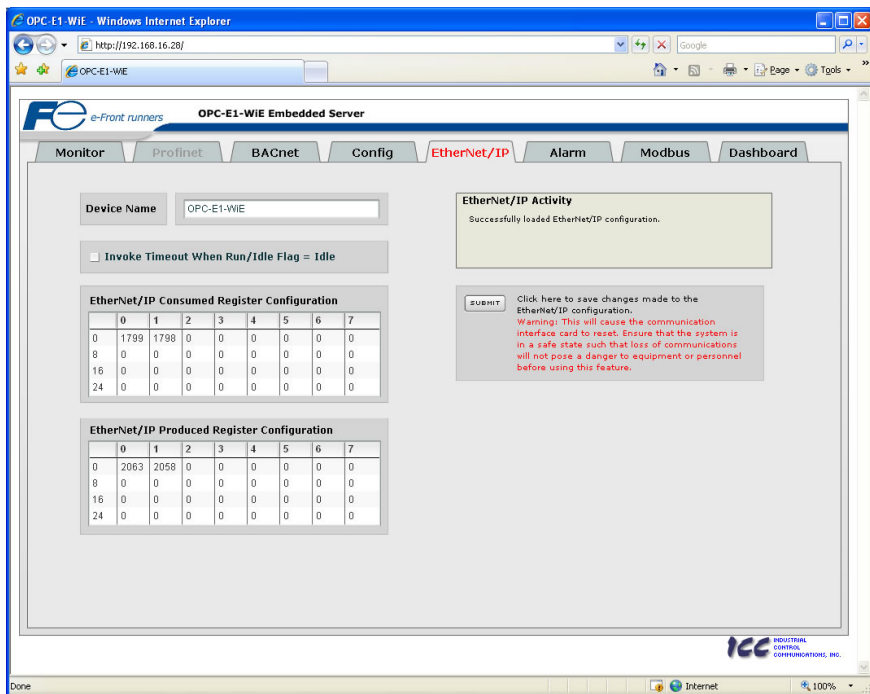 OPC-E1-WiE - Windows Internet Explorer
http://192.168.16.28/
Google
OPC-E1-WiE
Page
Tools
Fe e-Front runners
OPC-E1-WiE Embedded Server
Monitor Profinet BACnet Config EtherNet/IP Alarm Modbus Dashboard
Device Name OPC-E1-WiE
Invoke Timeout When Run/Idle Flag = Idle
EtherNet/IP Consumed Register Configuration
0 1 2 3 4 5 6 7
0 1799 1798 0 0 0 0 0 0
8 0 0 0 0 0 0 0 0
16 0 0 0 0 0 0 0 0
24 0 0 0 0 0 0 0 0
EtherNet/IP Produced Register Configuration
0 1 2 3 4 5 6 7
0 2063 2058 0 0 0 0 0 0
8 0 0 0 0 0 0 0 0
16 0 0 0 0 0 0 0 0
24 0 0 0 0 0 0 0 0
EtherNet/IP Activity
Successfully loaded EtherNet/IP configuration.
SUBMIT
Click here to save changes made to the
EtherNet/IP configuration.
Warning: This will cause the communication
interface card to reset. Ensure that the system is
in a safe state such that loss of communications
will not pose a danger to equipment or personnel
before using this feature.
ICC INDUSTRIAL
CONTROL
COMMUNICATIONS, INC.
Done
Internet
100%